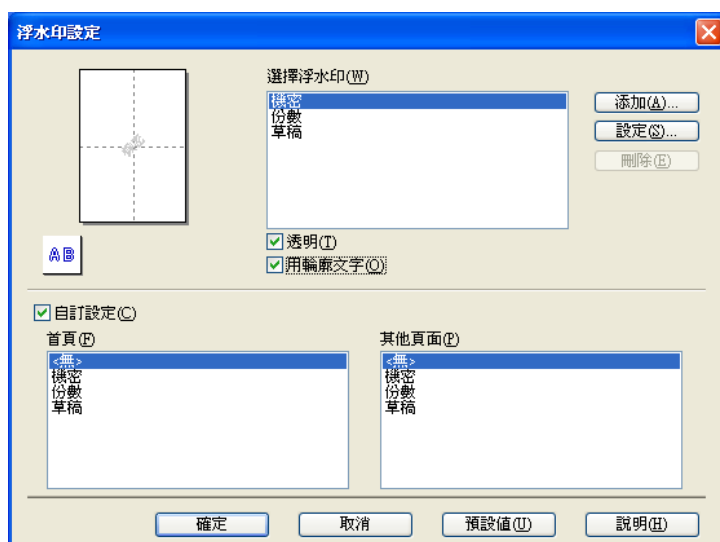 浮水印設定
選擇浮水印(W)
機密
份數
草稿
添加(A)...
設定(S)...
刪除(E)
機密
AB
透明(T)
用輪廓文字(O)
自訂設定(C)
首頁(F)
<無>
機密
份數
草稿
其他頁面(P)
<無>
機密
份數
草稿
確定
取消
預設值(U)
說明(H)